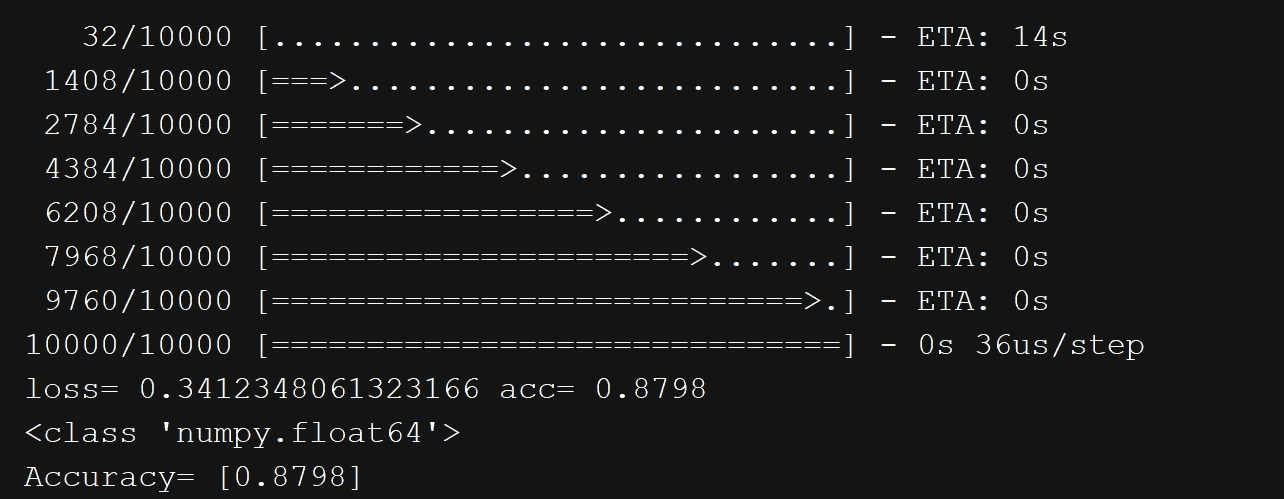 32/10000 [..............................] - ETA: 14s
1408/10000 [===>..........................] - ETA: 0s
2784/10000 [=======>......................] - ETA: 0s
4384/10000 [============>.................] - ETA: 0s
6208/10000 [=================>............] - ETA: 0s
7968/10000 [======================>.......] - ETA: 0s
9760/10000 [============================>.] - ETA: 0s
10000/10000 [==============================] - 0s 36us/step
loss= 0.3412348061323166 acc= 0.8798
<class 'numpy.float64'>
Accuracy= [0.8798]